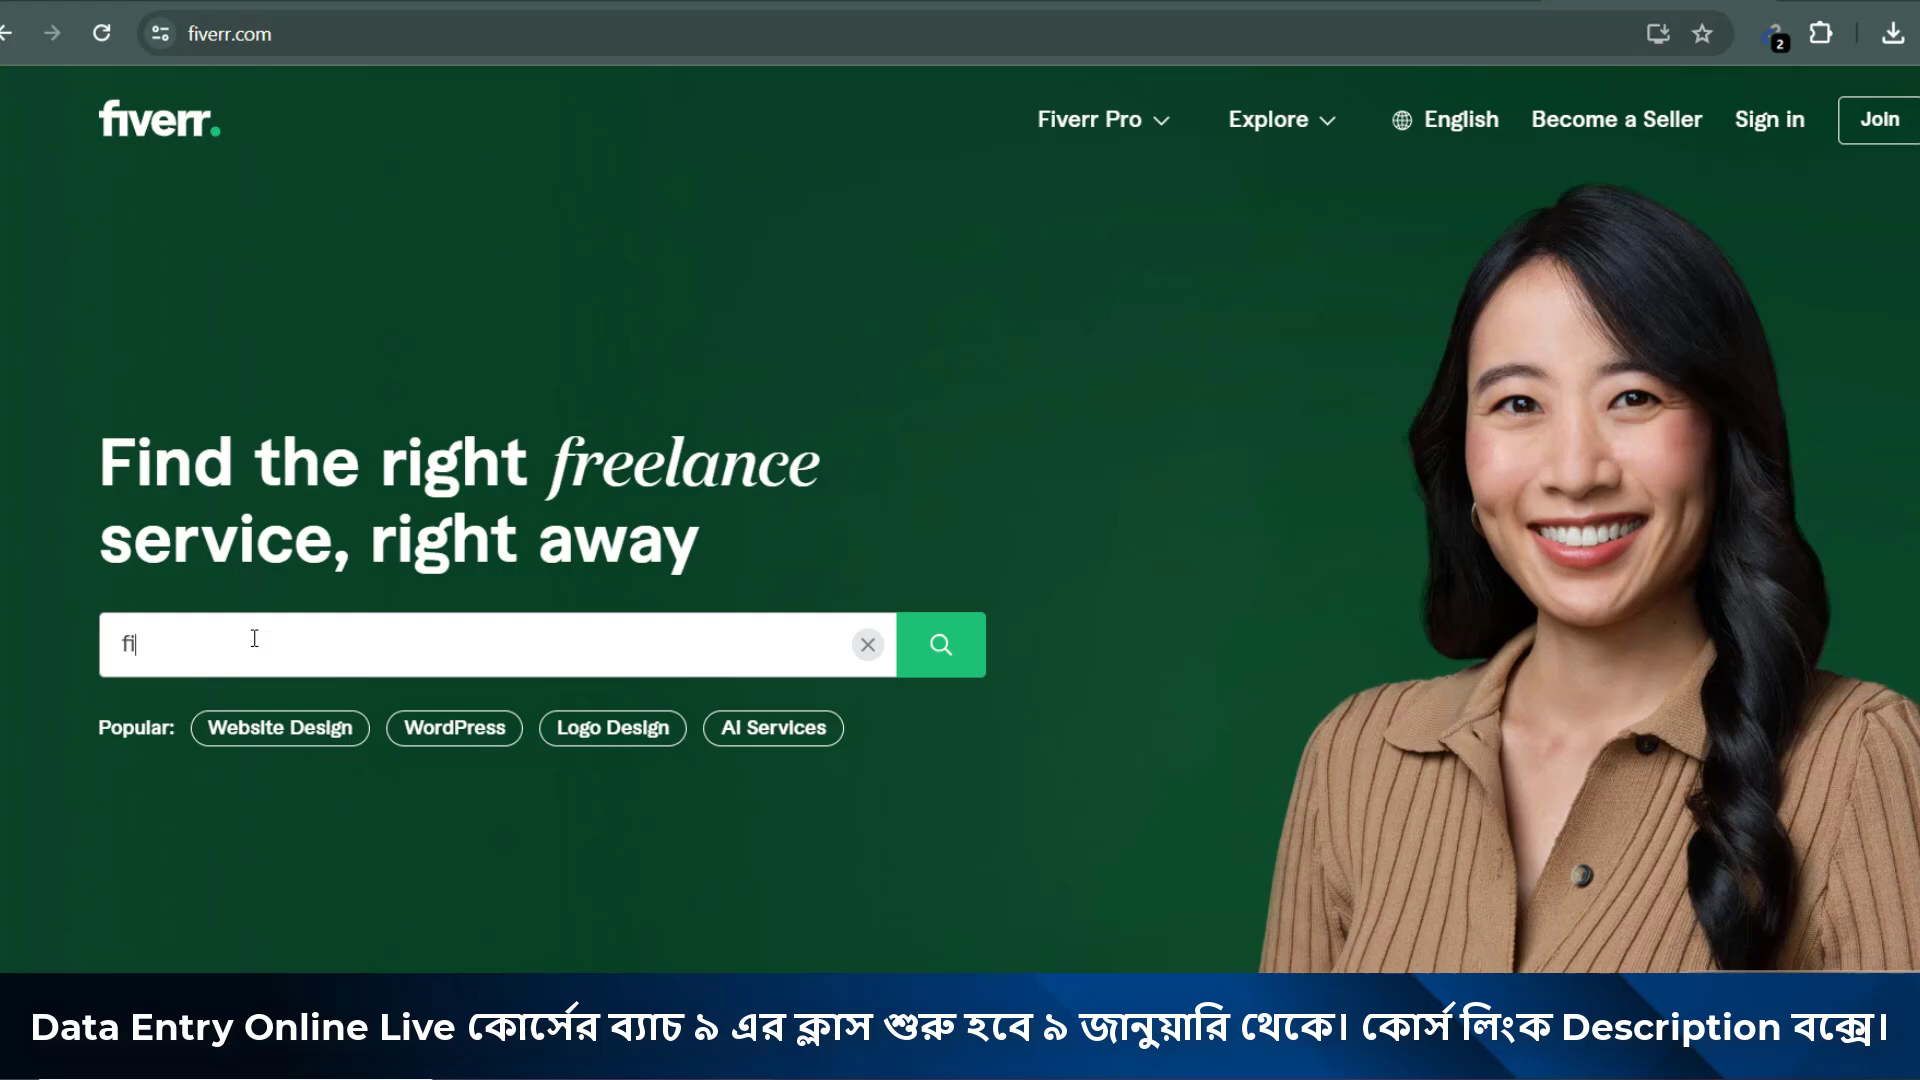 fiverr.com
2
fiverr.
Fiverr Pro
Explore
English
Become a Seller
Sign in
Join
Find the right freelance
service, right away
fi
Popular:
Website Design
WordPress
Logo Design
AI Services
Data Entry Online Live কোর্সের ব্যাচ ৯ এর ক্লাস শুরু হবে ৯ জানুয়ারি থেকে। কোর্স লিংক Description বক্সে।